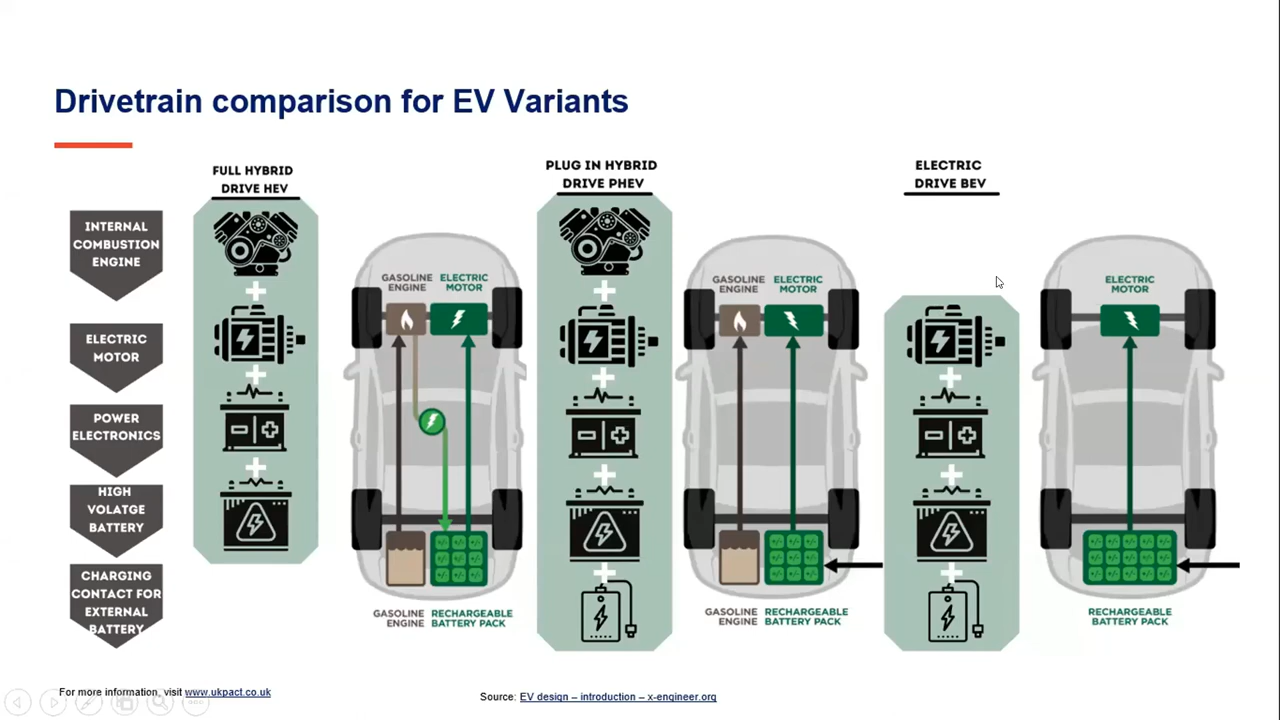 Drivetrain comparison for EV Variants
FULL HYBRID
DRIVE HEV
PLUG IN HYBRID
DRIVE PHEV
ELECTRIC
DRIVE BEV
INTERNAL
COMBUSTION
ENGINE
ELECTRIC
MOTOR
POWER
ELECTRONICS
HIGH
VOLATGE
BATTERY
CHARGING
CONTACT FOR
EXTERNAL
BATTERY
GASOLINE
ENGINE
ELECTRIC
MOTOR
GASOLINE
ENGINE
RECHARGEABLE
BATTERY PACK
GASOLINE
ENGINE
ELECTRIC
MOTOR
GASOLINE
ENGINE
RECHARGEABLE
BATTERY PACK
ELECTRIC
MOTOR
RECHARGEABLE
BATTERY PACK
For more information, visit www.ukpact.co.uk
Source: EV design – introduction – x-engineer.org